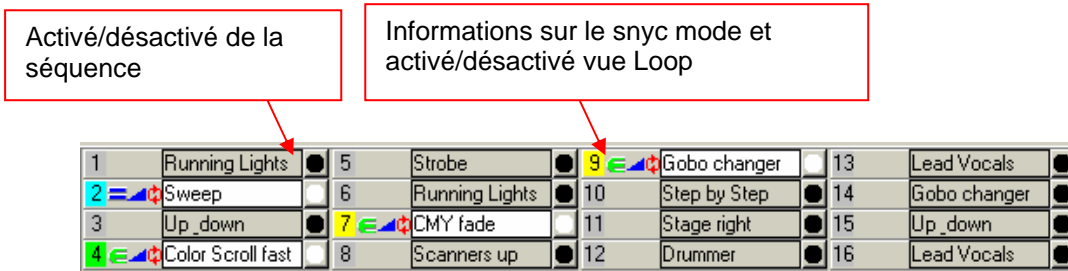 Activé/désactivé de la
séquence
Informations sur le snyc mode et
activé/désactivé vue Loop
1 Running Lights 5 Strobe 9 Gobo changer 13 Lead Vocals
2 Sweep 6 Running Lights 10 Step by Step 14 Gobo changer
3 Up_down 7 CMY fade 11 Stage right 15 Up_down
4 Color Scroll fast 8 Scanners up 12 Drummer 16 Lead Vocals